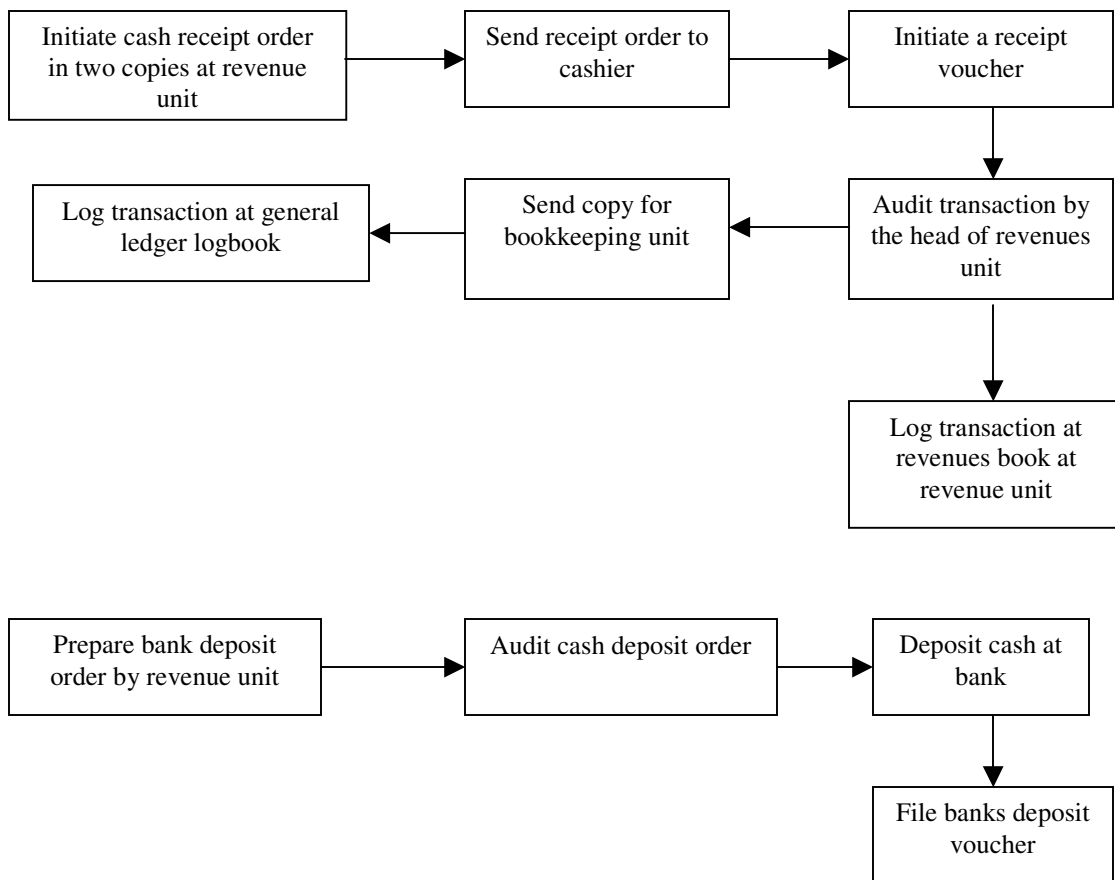 Initiate cash receipt order
in two copies at revenue
unit
Send receipt order to
cashier
Initiate a receipt
voucher
Log transaction at general
ledger logbook
Send copy for
bookkeeping unit
Audit transaction by
the head of revenues
unit
Log transaction at
revenues book at
revenue unit
Prepare bank deposit
order by revenue unit
Audit cash deposit order
Deposit cash at
bank
File banks deposit
voucher